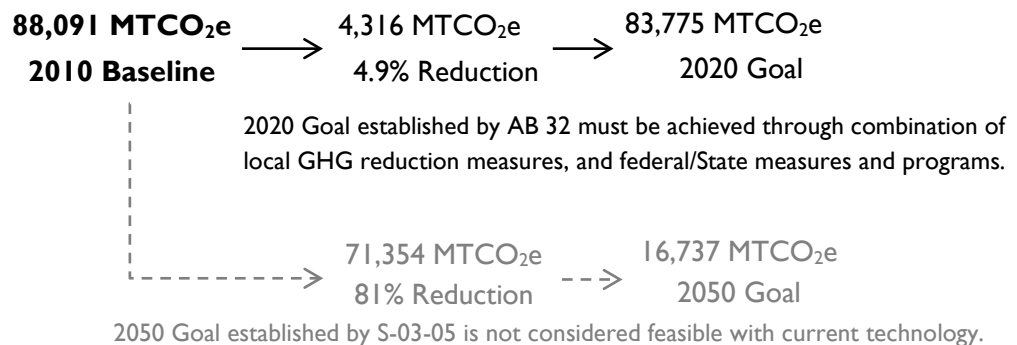 88,091 MTCO₂e
2010 Baseline
4,316 MTCO₂e
4.9% Reduction
83,775 MTCO₂e
2020 Goal
2020 Goal established by AB 32 must be achieved through combination of
local GHG reduction measures, and federal/State measures and programs.
71,354 MTCO₂e
81% Reduction
16,737 MTCO₂e
2050 Goal
2050 Goal established by S-03-05 is not considered feasible with current technology.